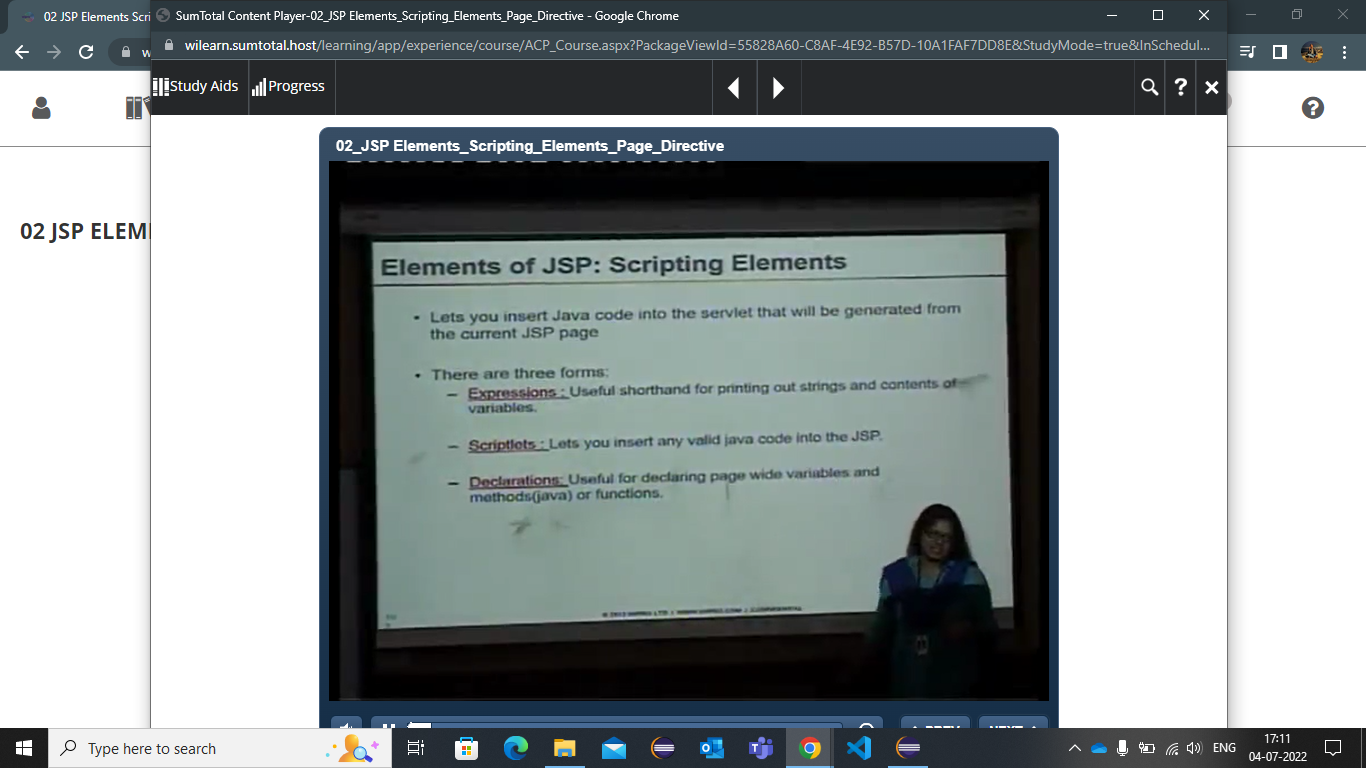 02 JSP Elements Scri
SumTotal Content Player-02_JSP Elements_Scripting_Elements_Page_Directive - Google Chrome
wilearn.sumtotal.host/learning/app/experience/course/ACP_Course.aspx?PackageViewId=55828A60-C8AF-4E92-B57D-10A1FAF7DD8E&StudyMode=true&InSchedul...
Study Aids
Progress
02_JSP Elements_Scripting_Elements_Page_Directive
02 JSP ELEM
Elements of JSP: Scripting Elements
• Lets you insert Java code into the servlet that will be generated from
the current JSP page
• There are three forms:
– Expressions : Useful shorthand for printing out strings and contents of
variables.
– Scriptlets : Lets you insert any valid java code into the JSP.
– Declarations: Useful for declaring page wide variables and
methods(java) or functions.
PREV
NEXT
Type here to search
ENG
17:11
04-07-2022